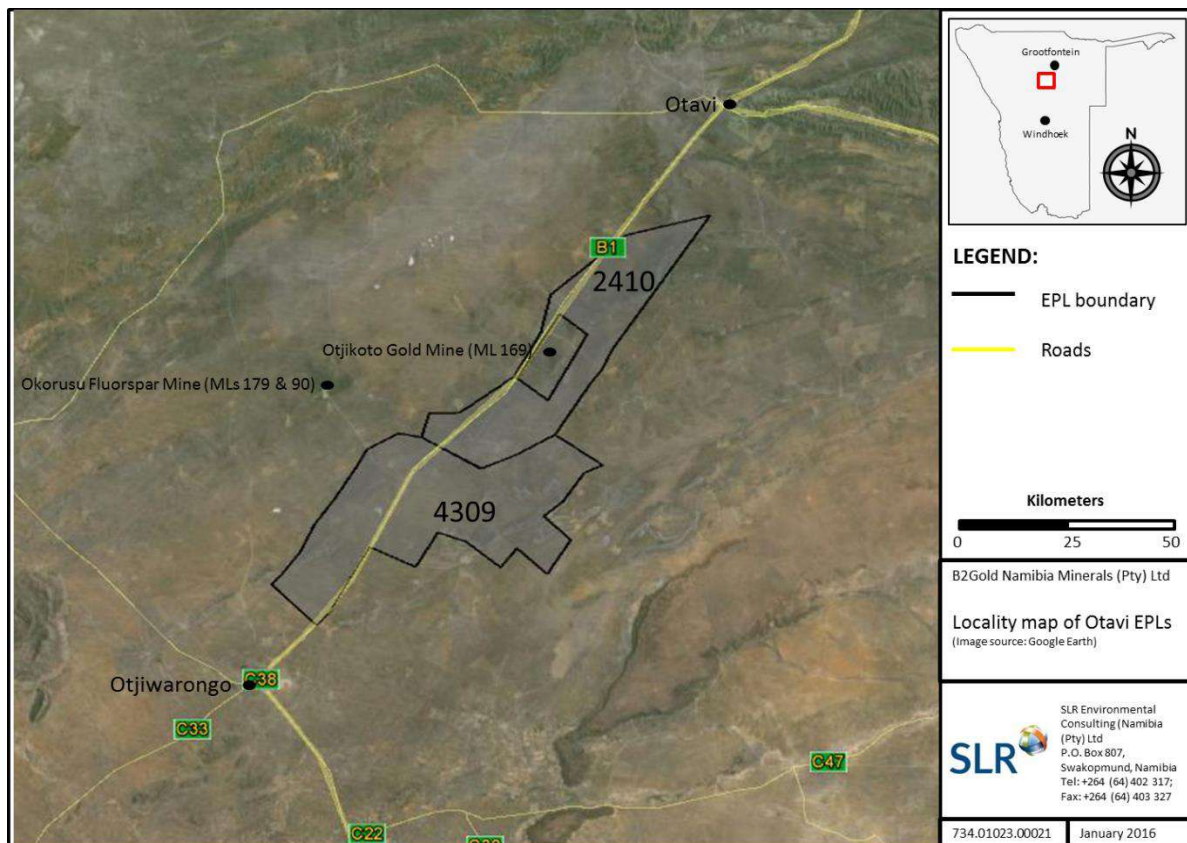 Otavi
B1
2410
Otjikoto Gold Mine (ML 169)
Okorusu Fluorspar Mine (MLs 179 & 90)
4309
Otjiwarongo
C38
C33
C47
C22
Grootfontein
Windhoek
N
LEGEND:
EPL boundary
Roads
Kilometers
0 25 50
B2Gold Namibia Minerals (Pty) Ltd
Locality map of Otavi EPLs
(Image source: Google Earth)
SLR
SLR Environmental
Consulting (Namibia
(Pty) Ltd
P.O. Box 807,
Swakopmund, Namibia
Tel: +264 (64) 402 317;
Fax: +264 (64) 403 327
734.01023.00021
January 2016